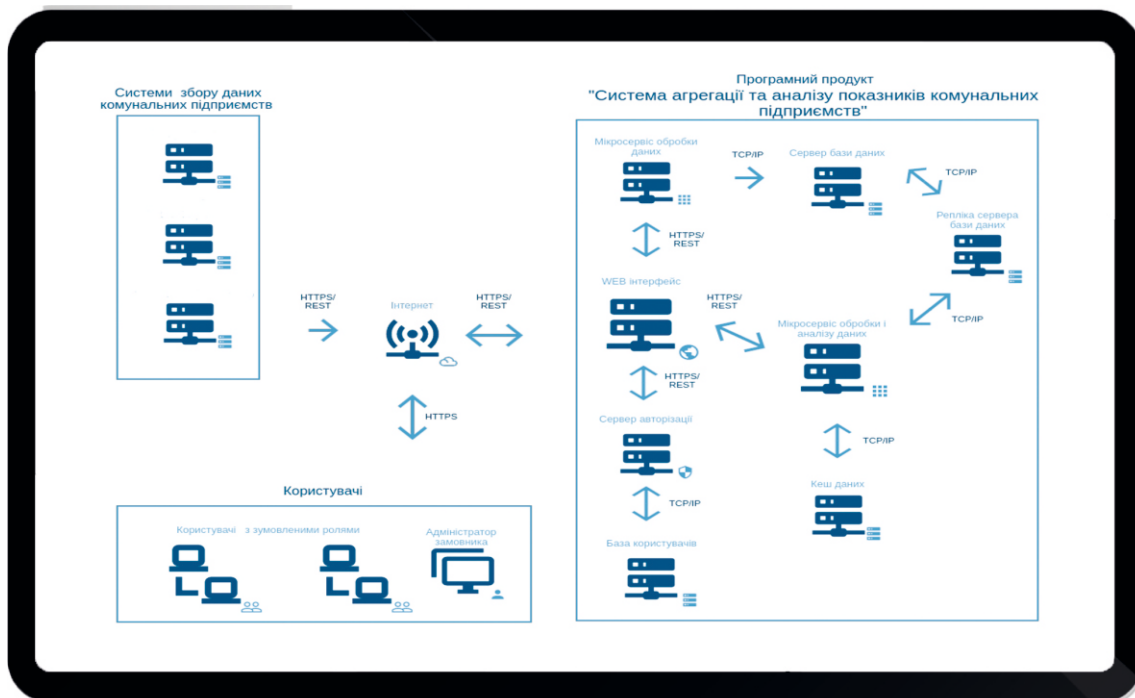 Системи збору даних
комунальних підприємств
Програмний продукт
"Система агрегації та аналізу показників комунальних
підприємств"
Мікросервіс обробки
даних
TCP/IP
Сервер бази даних
TCP/IP
Репліка сервера
бази даних
HTTPS/
REST
WEB інтерфейс
HTTPS/
REST
Інтернет
HTTPS/
REST
HTTPS/
REST
Мікросервіс обробки і
аналізу даних
TCP/IP
HTTPS/
REST
HTTPS
Сервер авторізації
TCP/IP
Кеш даних
TCP/IP
База користувачів
Користувачі
Користувачі з зумовленими ролями
Адміністратор
замовника